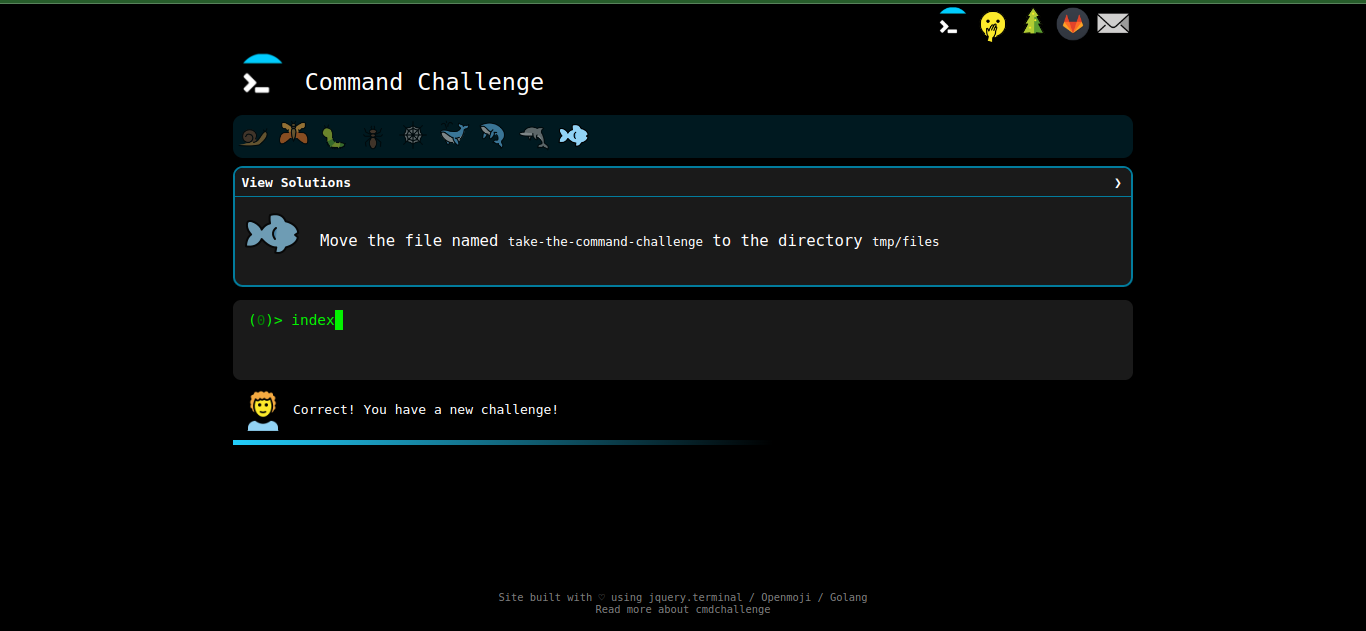 Command Challenge
View Solutions ❯
Move the file named take-the-command-challenge to the directory tmp/files
(0)> index
Correct! You have a new challenge!
Site built with ♡ using jquery.terminal / Openmoji / Golang
Read more about cmdchallenge